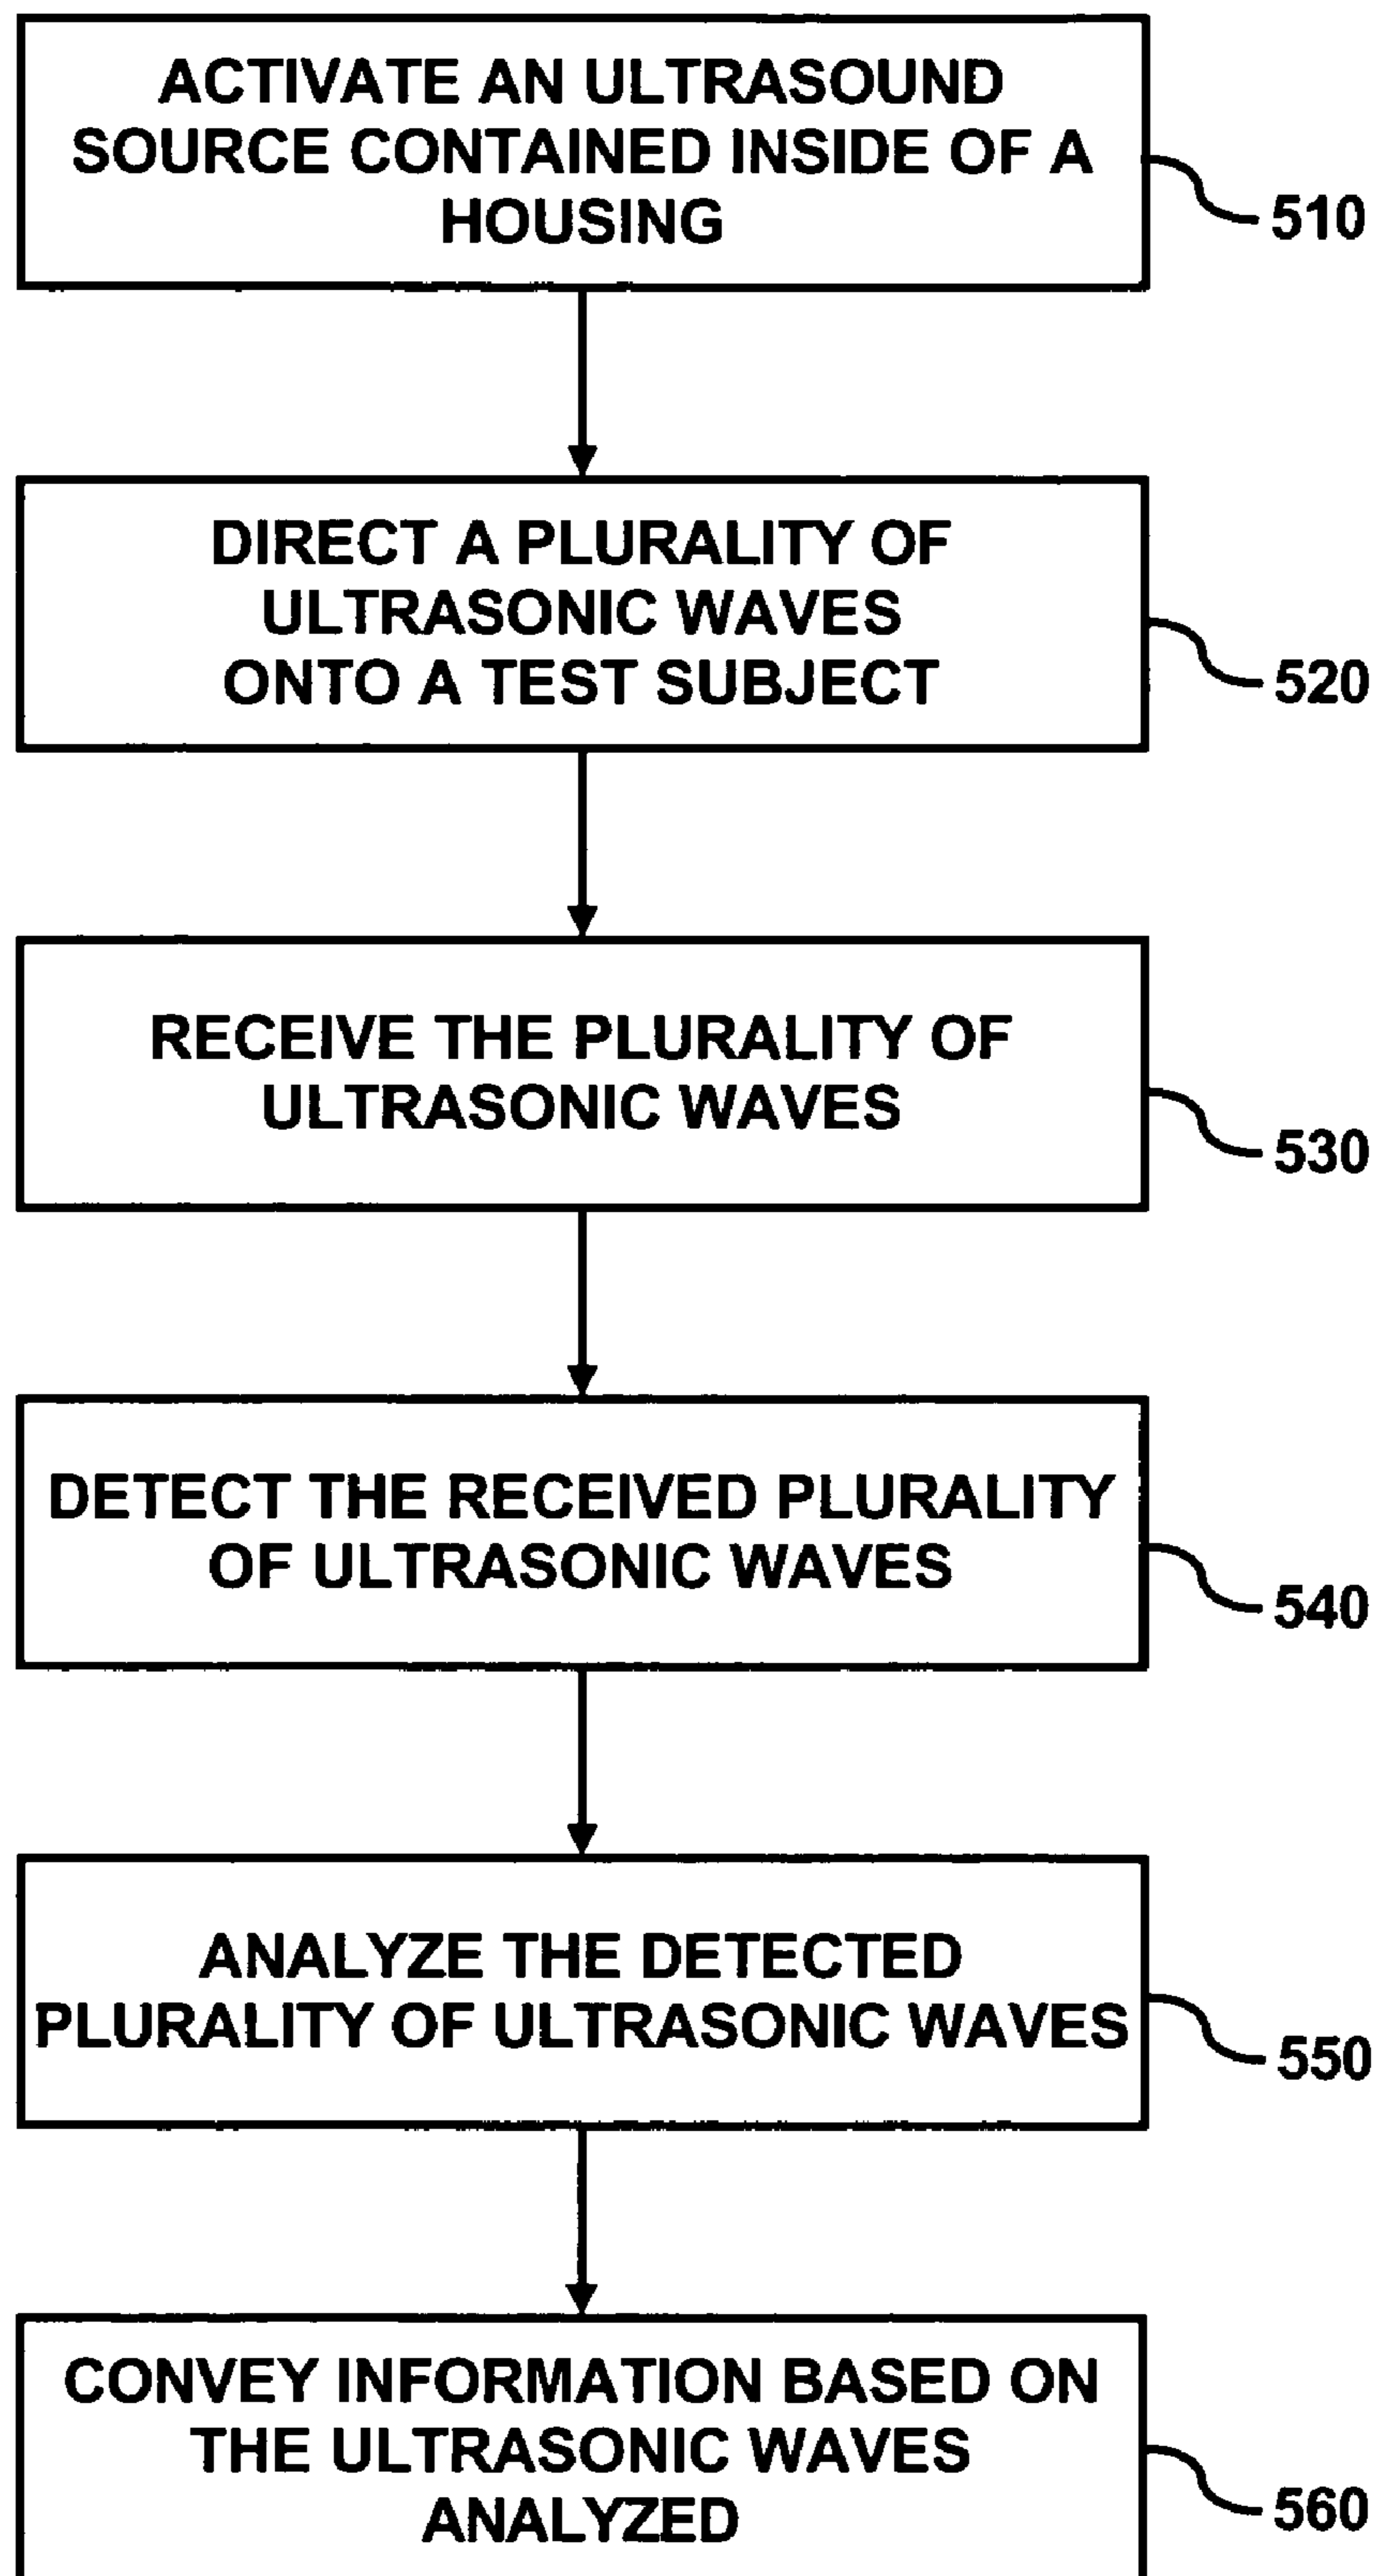 ACTIVATE AN ULTRASOUND
SOURCE CONTAINED INSIDE OF A
HOUSING
510
DIRECT A PLURALITY OF
ULTRASONIC WAVES
ONTO A TEST SUBJECT
520
RECEIVE THE PLURALITY OF
ULTRASONIC WAVES
530
DETECT THE RECEIVED PLURALITY
OF ULTRASONIC WAVES
540
ANALYZE THE DETECTED
PLURALITY OF ULTRASONIC WAVES
550
CONVEY INFORMATION BASED ON
THE ULTRASONIC WAVES
ANALYZED
560